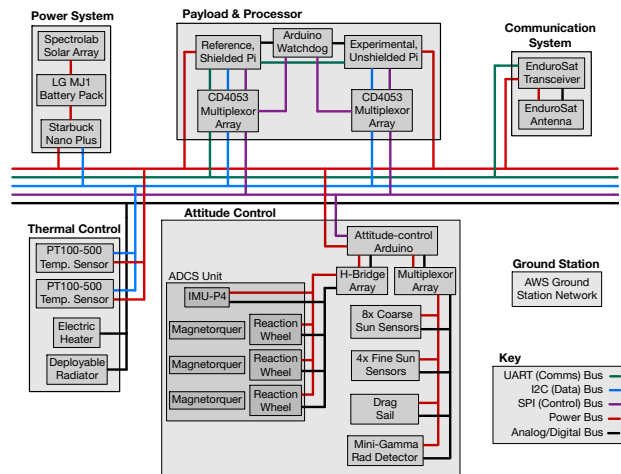 Power System
Spectrolab
Solar Array
LG MJ1
Battery Pack
Starbuck
Nano Plus
Payload & Processor
Reference,
Shielded Pi
Arduino
Watchdog
Experimental,
Unshielded Pi
CD4053
Multiplexor
Array
CD4053
Multiplexor
Array
Communication
System
EnduroSat
Transceiver
EnduroSat
Antenna
Thermal Control
PT100-500
Temp. Sensor
PT100-500
Temp. Sensor
Electric
Heater
Deployable
Radiator
Attitude Control
Attitude-control
Arduino
H-Bridge
Array
Multiplexor
Array
ADCS Unit
IMU-P4
Magnetorquer
Reaction
Wheel
Magnetorquer
Reaction
Wheel
Magnetorquer
Reaction
Wheel
8x Coarse
Sun Sensors
4x Fine Sun
Sensors
Drag
Sail
Mini-Gamma
Rad Detector
Ground Station
AWS Ground
Station Network
Key
UART (Comms) Bus
I2C (Data) Bus
SPI (Control) Bus
Power Bus
Analog/Digital Bus